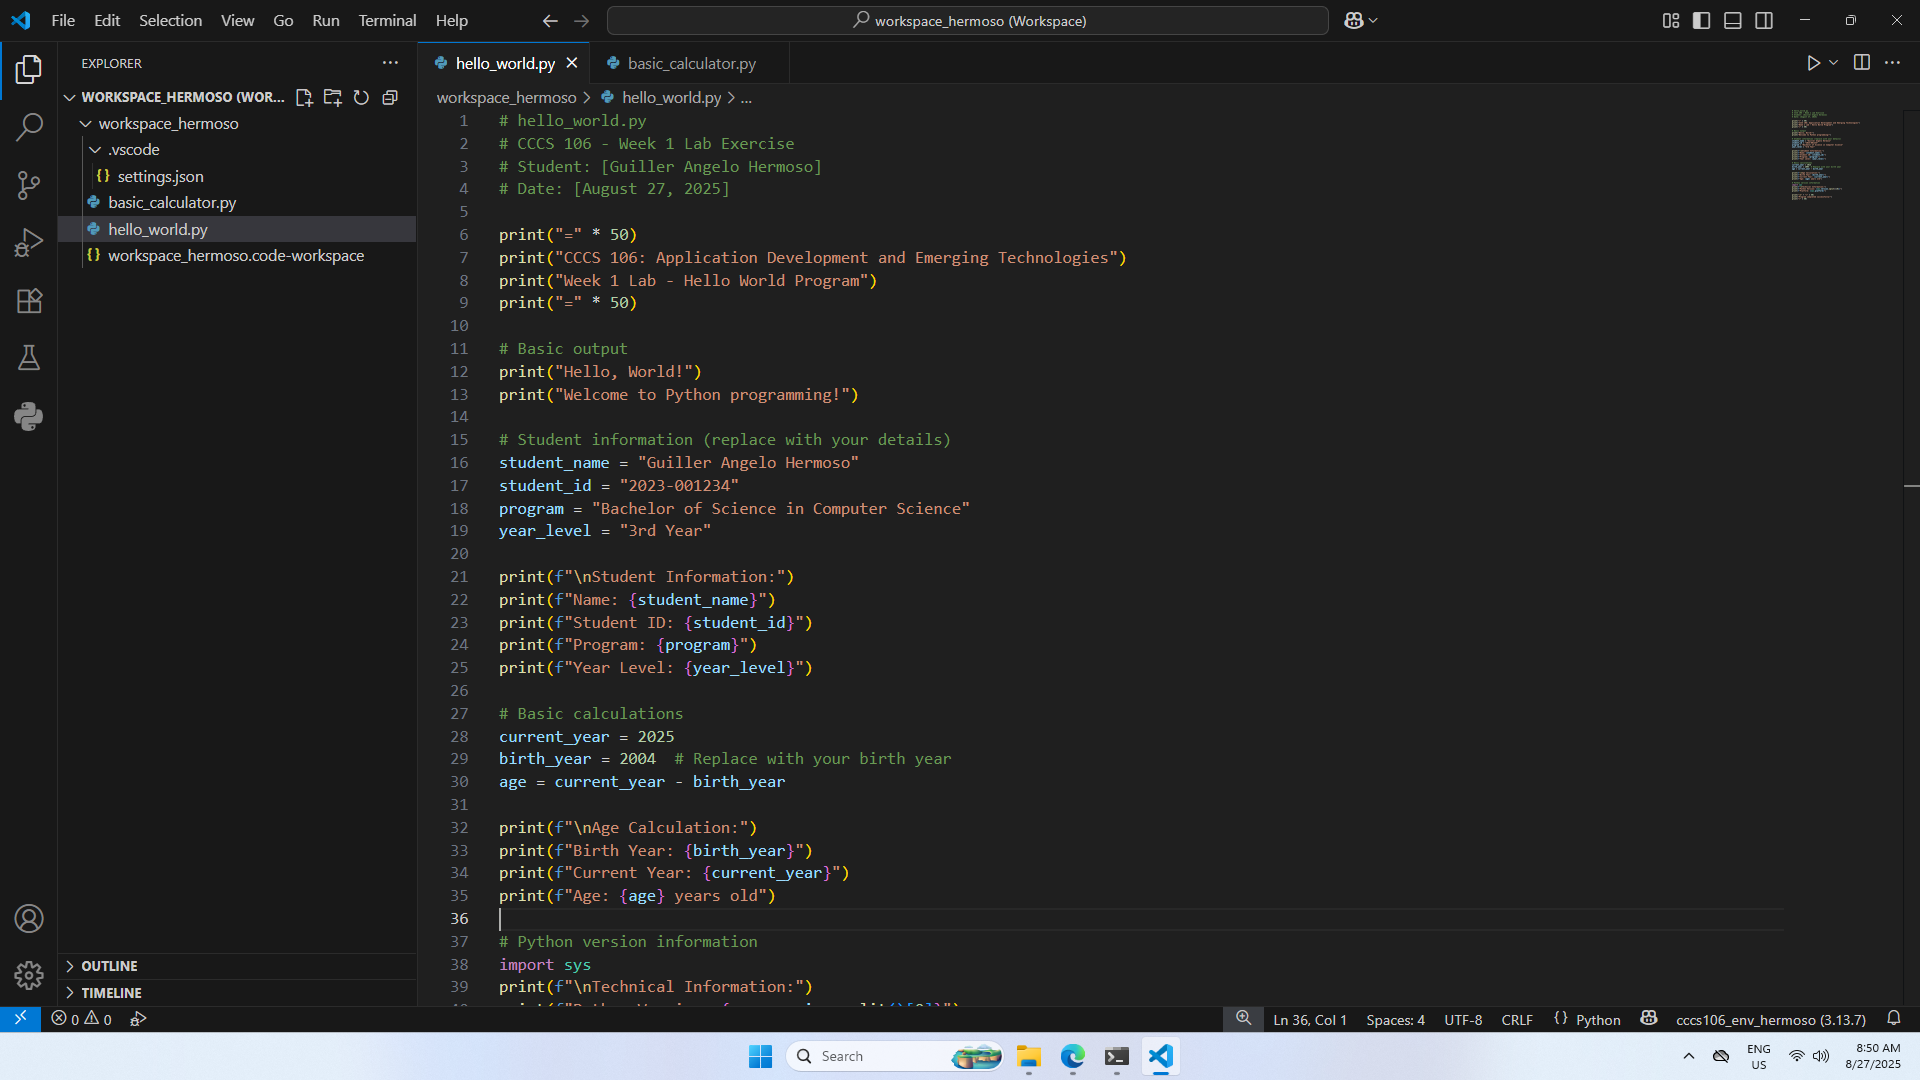 File Edit Selection View Go Run Terminal Help
workspace_hermoso (Workspace)
EXPLORER
WORKSPACE_HERMOSO (WOR...
workspace_hermoso
.vscode
{} settings.json
basic_calculator.py
hello_world.py
{} workspace_hermoso.code-workspace
OUTLINE
TIMELINE
hello_world.py
basic_calculator.py
workspace_hermoso > hello_world.py > ...
1 # hello_world.py
2 # CCCS 106 - Week 1 Lab Exercise
3 # Student: [Guiller Angelo Hermoso]
4 # Date: [August 27, 2025]
5
6 print("=" * 50)
7 print("CCCS 106: Application Development and Emerging Technologies")
8 print("Week 1 Lab - Hello World Program")
9 print("=" * 50)
10
11 # Basic output
12 print("Hello, World!")
13 print("Welcome to Python programming!")
14
15 # Student information (replace with your details)
16 student_name = "Guiller Angelo Hermoso"
17 student_id = "2023-001234"
18 program = "Bachelor of Science in Computer Science"
19 year_level = "3rd Year"
20
21 print(f"\nStudent Information:")
22 print(f"Name: {student_name}")
23 print(f"Student ID: {student_id}")
24 print(f"Program: {program}")
25 print(f"Year Level: {year_level}")
26
27 # Basic calculations
28 current_year = 2025
29 birth_year = 2004  # Replace with your birth year
30 age = current_year - birth_year
31
32 print(f"\nAge Calculation:")
33 print(f"Birth Year: {birth_year}")
34 print(f"Current Year: {current_year}")
35 print(f"Age: {age} years old")
36
37 # Python version information
38 import sys
39 print(f"\nTechnical Information:")
0 0
Ln 36, Col 1 Spaces: 4 UTF-8 CRLF {} Python cccs106_env_hermoso (3.13.7)
Search
ENG
US
8:50 AM
8/27/2025